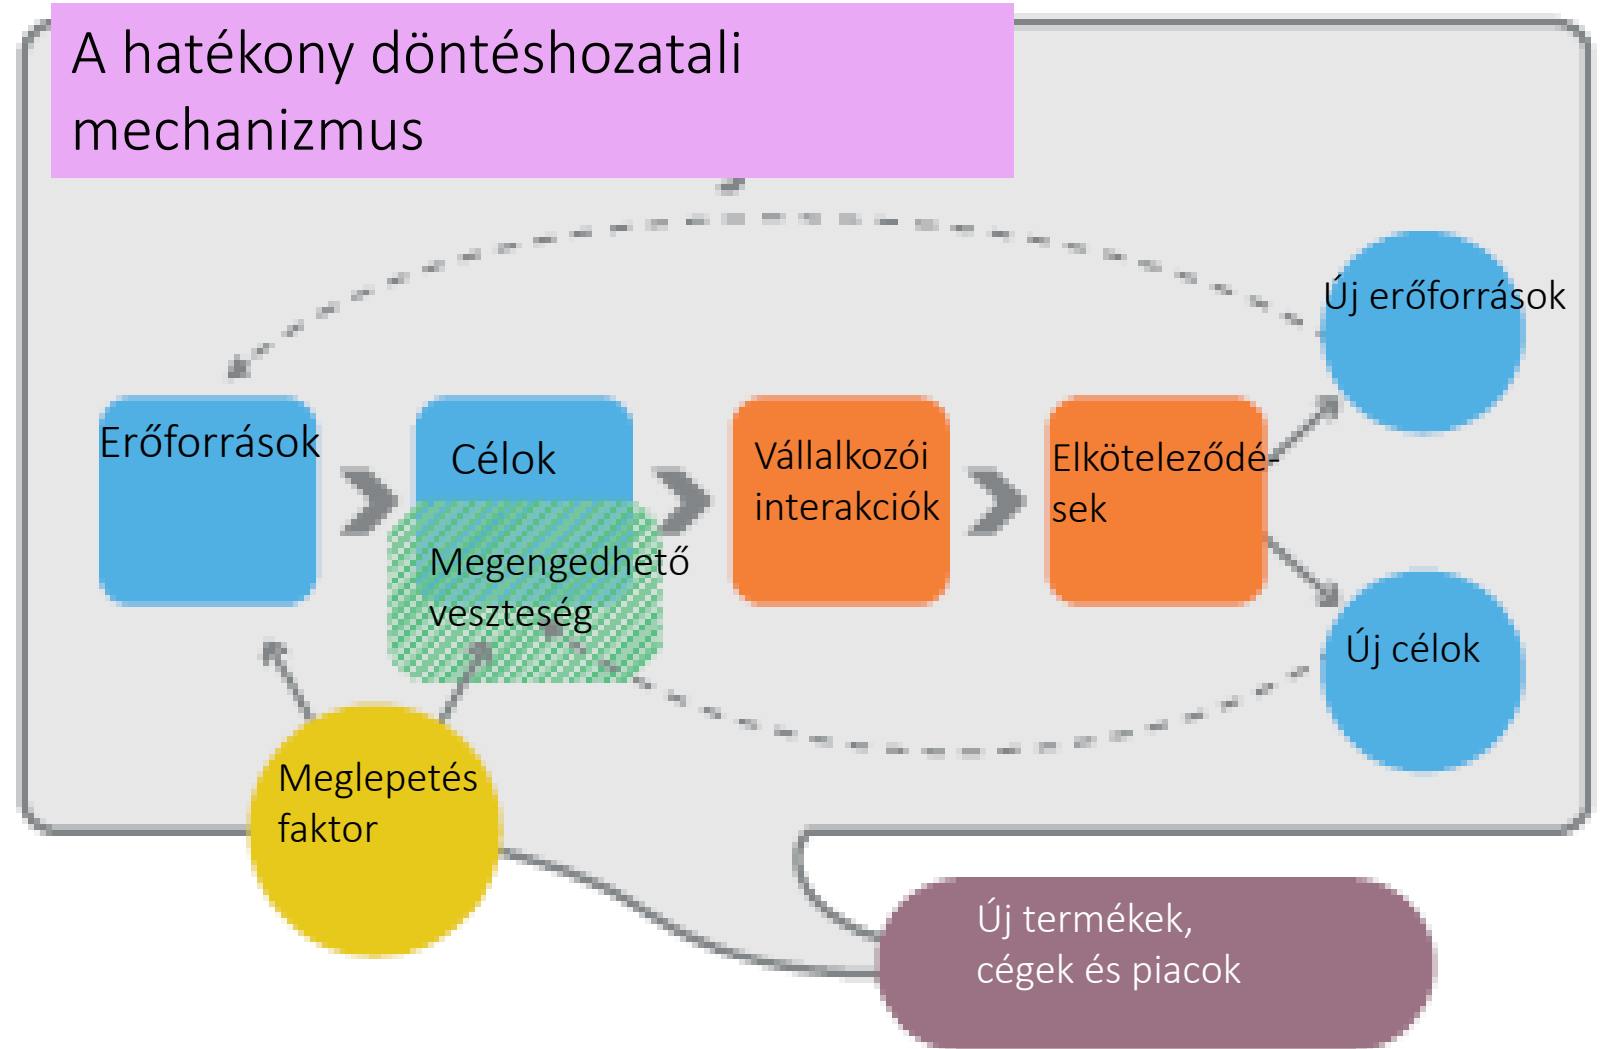 A hatékony döntéshozatali
mechanizmus
Új erőforrások
Erőforrások
Célok
Megengedhető
veszteség
Vállalkozói
interakciók
Elköteleződé-
sek
Új célok
Meglepetés
faktor
Új termékek,
cégek és piacok